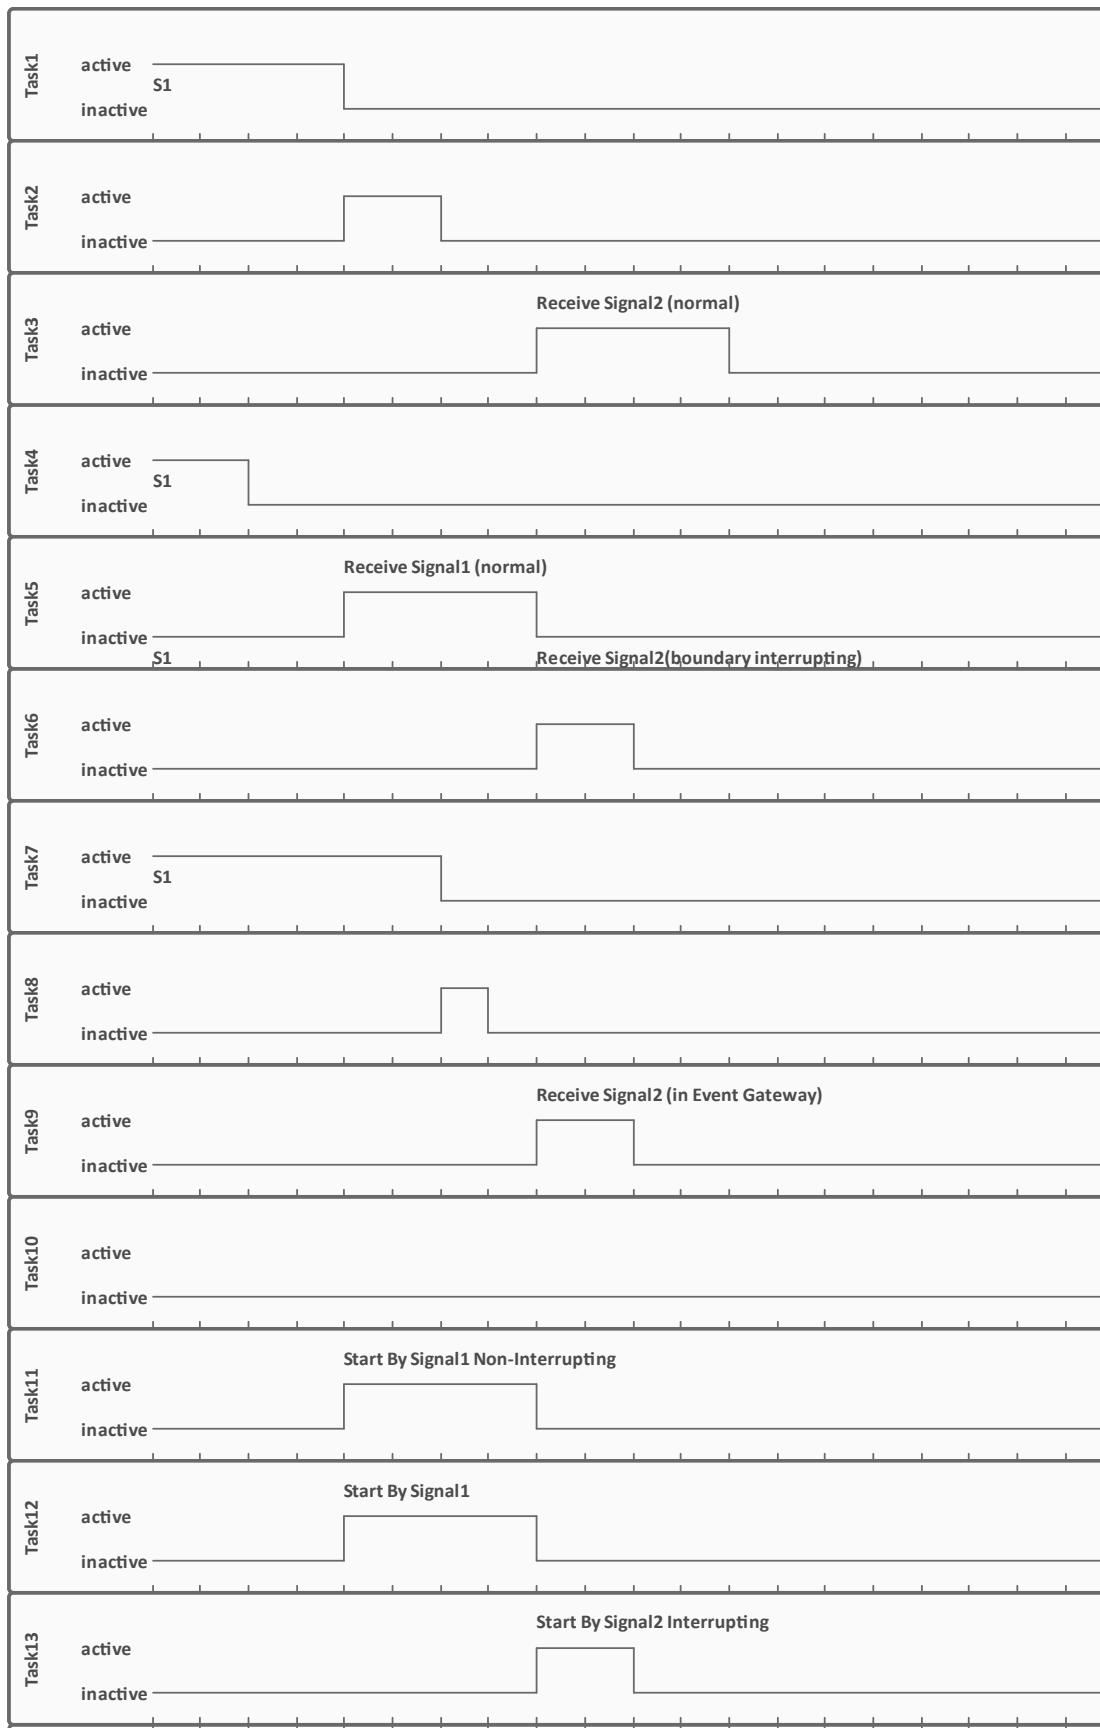 Task1
active
S1
inactive
Task2
active
inactive
Task3
Receive Signal2 (normal)
active
inactive
Task4
active
S1
inactive
Task5
Receive Signal1 (normal)
active
inactive
S1
Receive Signal2(boundary interrupting)
Task6
active
inactive
Task7
active
S1
inactive
Task8
active
inactive
Task9
Receive Signal2 (in Event Gateway)
active
inactive
Task10
active
inactive
Task11
Start By Signal1 Non-Interrupting
active
inactive
Task12
Start By Signal1
active
inactive
Task13
Start By Signal2 Interrupting
active
inactive